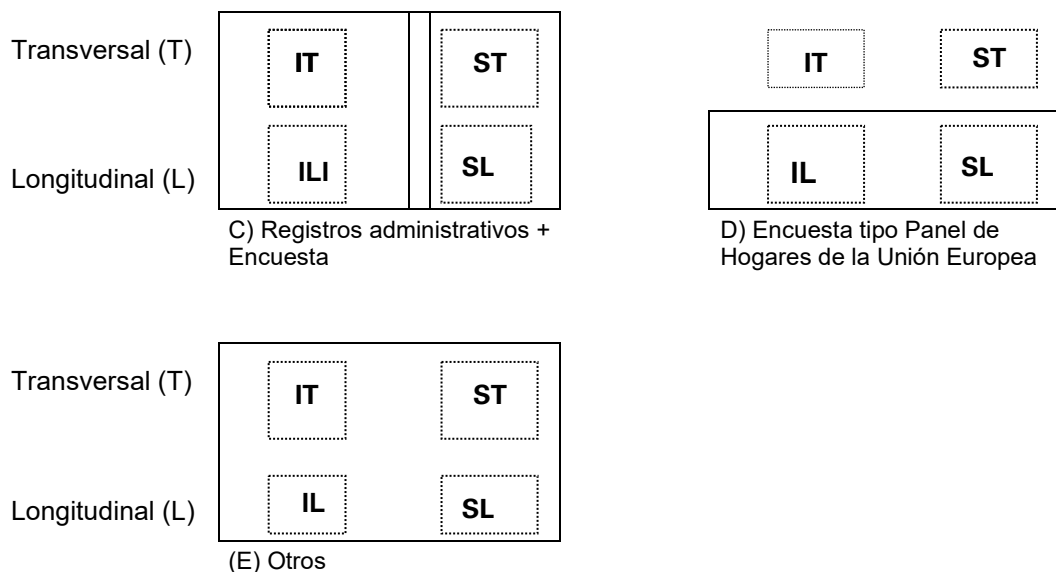 Transversal (T)
IT
ST
Longitudinal (L)
ILI
SL
C) Registros administrativos +
Encuesta
IT
ST
IL
SL
D) Encuesta tipo Panel de
Hogares de la Unión Europea
Transversal (T)
IT
ST
Longitudinal (L)
IL
SL
(E) Otros